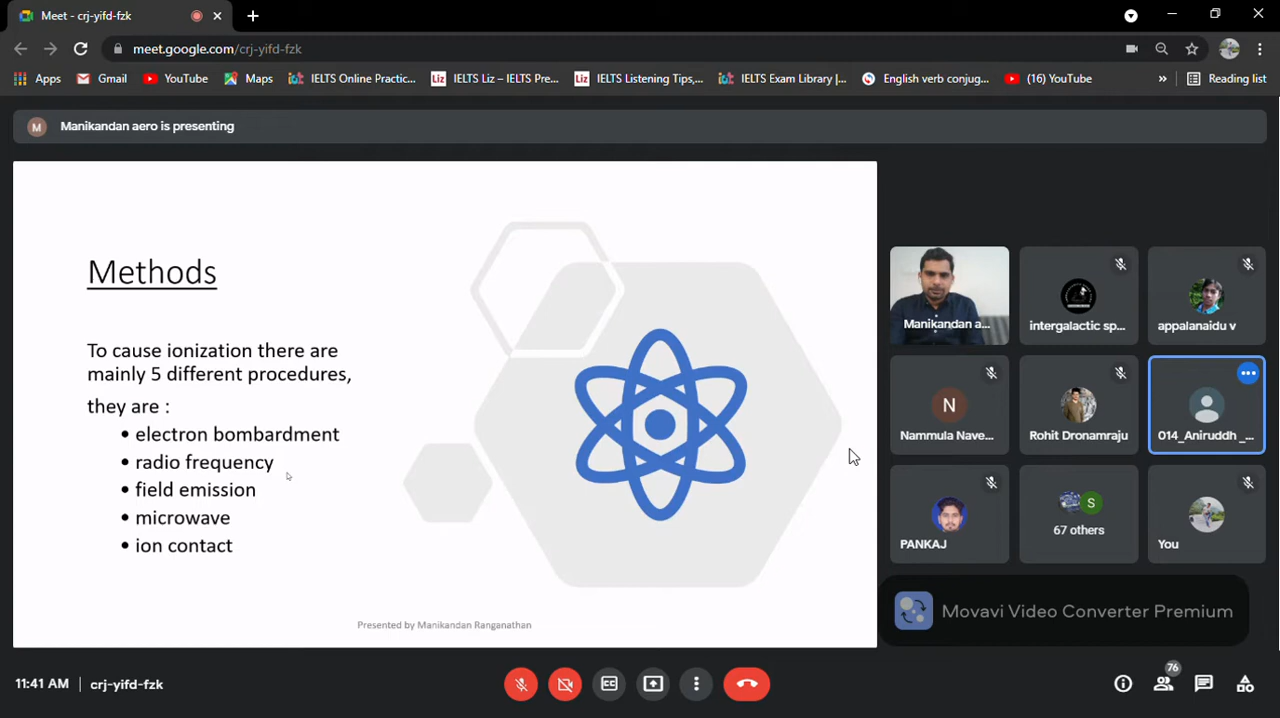 Meet - crj-yifd-fzk
meet.google.com/crj-yifd-fzk
Apps
Gmail
YouTube
Maps
IELTS Online Practic...
Liz
IELTS Liz – IELTS Pre...
Liz
IELTS Listening Tips,...
IELTS Exam Library |...
English verb conjug...
(16) YouTube
»
Reading list
M
Manikandan aero is presenting
Methods
To cause ionization there are
mainly 5 different procedures,
they are :
• electron bombardment
• radio frequency
• field emission
• microwave
• ion contact
Presented by Manikandan Ranganathan
Manikandan a...
intergalactic sp...
appalanaidu v
N
Nammula Nave...
Rohit Dronamraju
014_Aniruddh _...
PANKAJ
S
67 others
You
Movavi Video Converter Premium
11:41 AM | crj-yifd-fzk
CC
76